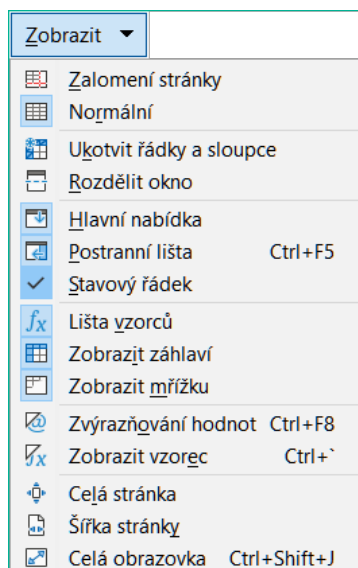 Zobrazit
Zalomení stránky
Normální
Ukotvit řádky a sloupce
Rozdělit okno
Hlavní nabídka
Postranní lišta Ctrl+F5
Stavový řádek
Lišta vzorců
Zobrazit záhlaví
Zobrazit mřížku
Zvýrazňování hodnot Ctrl+F8
Zobrazit vzorec Ctrl+`
Celá stránka
Šířka stránky
Celá obrazovka Ctrl+Shift+J